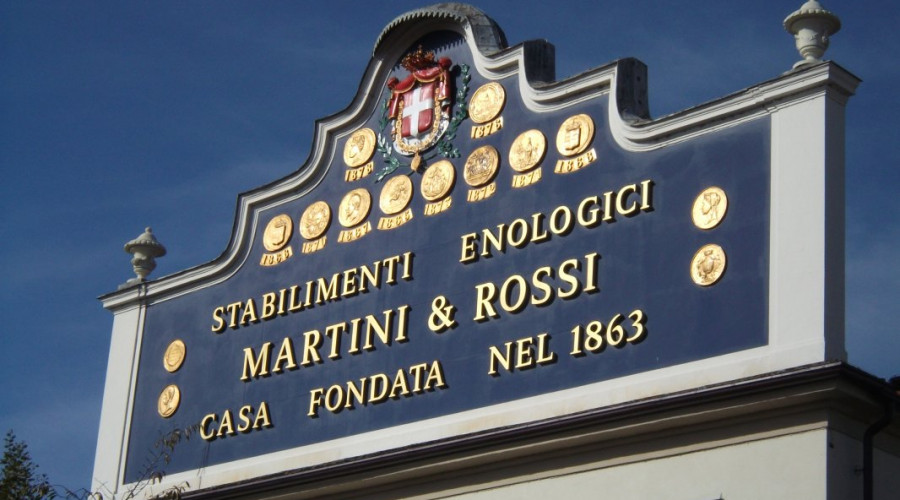 STABILIMENTI ENOLOGICI
MARTINI & ROSSI
CASA FONDATA NEL 1863